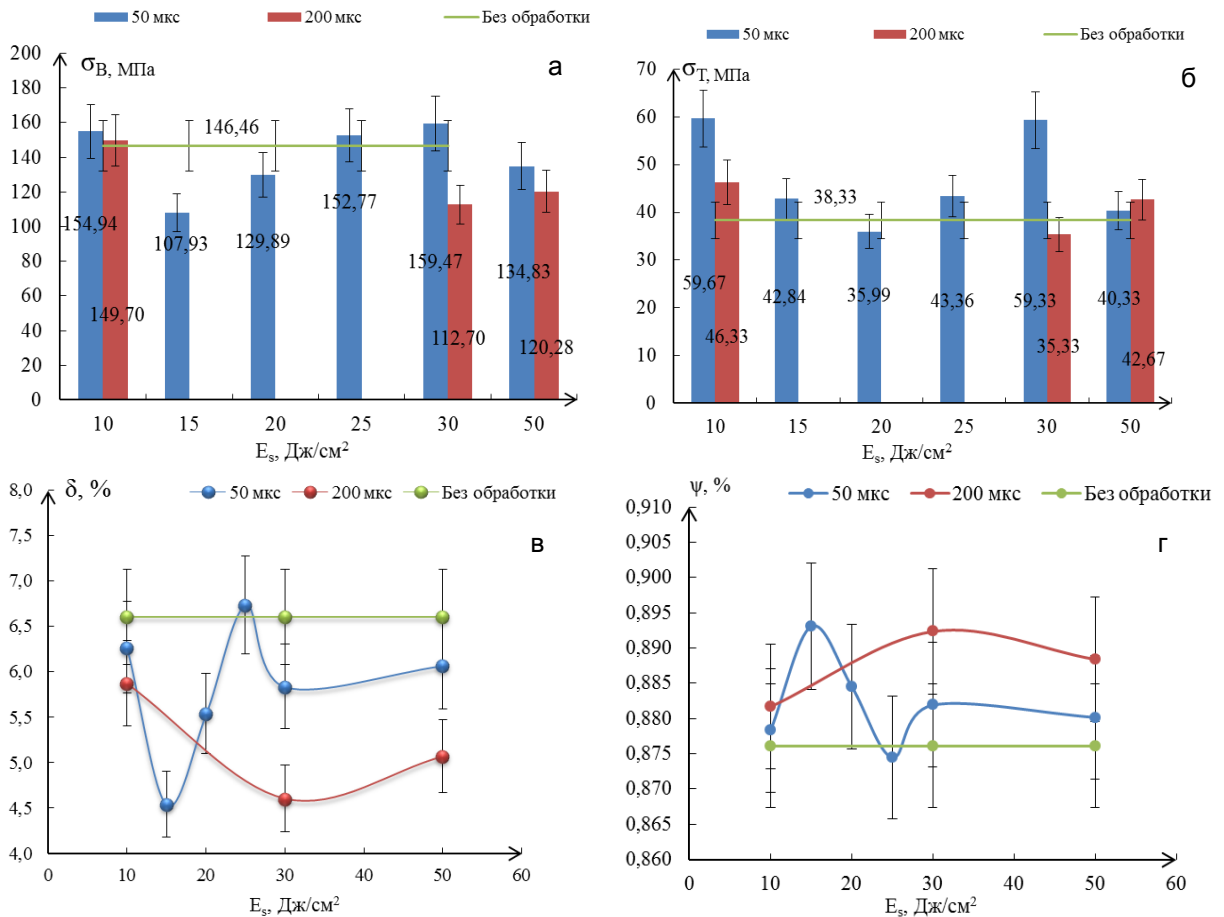 50 мкс 200 мкс Без обработки
σВ, МПа
а
200
180
160
140
120
100
80
60
40
20
0
146,46
154,94
149,70
107,93
129,89
152,77
159,47
112,70
134,83
120,28
10 15 20 25 30 50
Es, Дж/см²
50 мкс 200 мкс Без обработки
σТ, МПа
б
70
60
50
40
30
20
10
0
38,33
59,67
46,33
42,84
35,99
43,36
59,33
35,33
40,33
42,67
10 15 20 25 30 50
Es, Дж/см²
δ, %
50 мкс 200 мкс Без обработки
в
8,0
7,5
7,0
6,5
6,0
5,5
5,0
4,5
4,0
0 10 20 30 40 50 60
Es, Дж/см²
ψ, %
50 мкс 200 мкс Без обработки
г
0,910
0,905
0,900
0,895
0,890
0,885
0,880
0,875
0,870
0,865
0,860
0 10 20 30 40 50 60
Es, Дж/см²